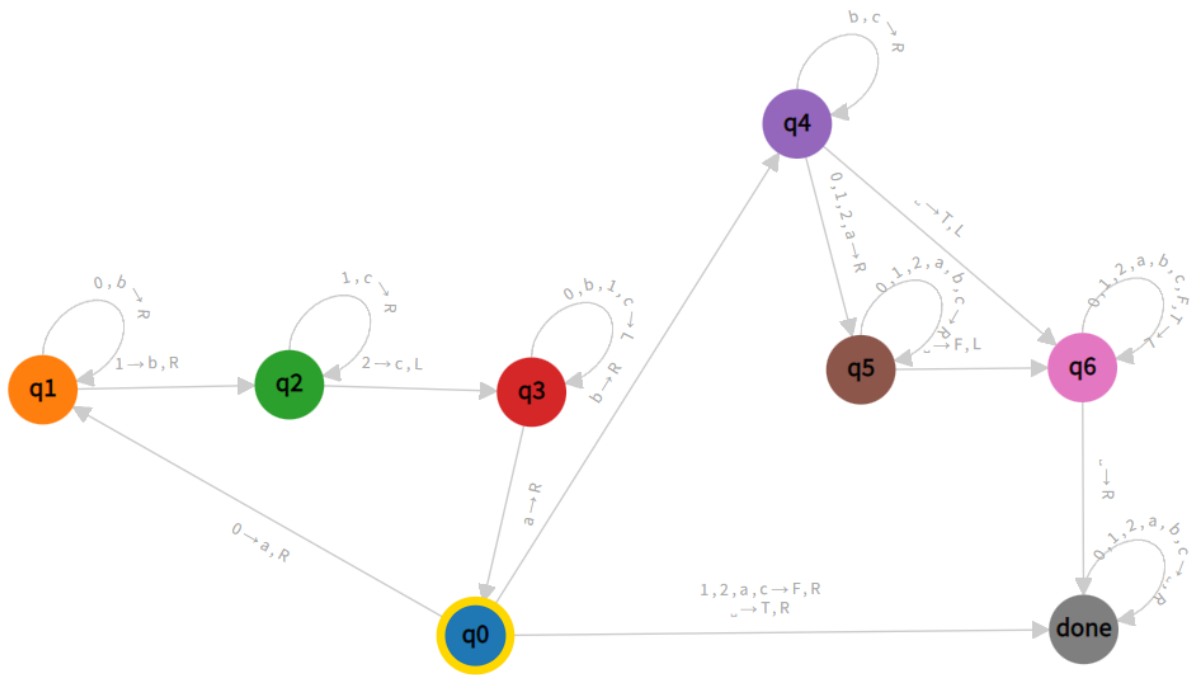 b,c→R
q4
0,1,2,a→R
␣→T,L
0,b→R
1→b,R
q1
1,c→R
2→c,L
q2
0,b,1,c→L
q3
b→R
0,1,2,a,b,c→R
␣→F,L
q5
0,1,2,a,b,c,F,T→L
q6
a→R
␣→R
0→a,R
1,2,a,c→F,R
␣→T,R
0,1,2,a,b,c→␣,R
q0
done